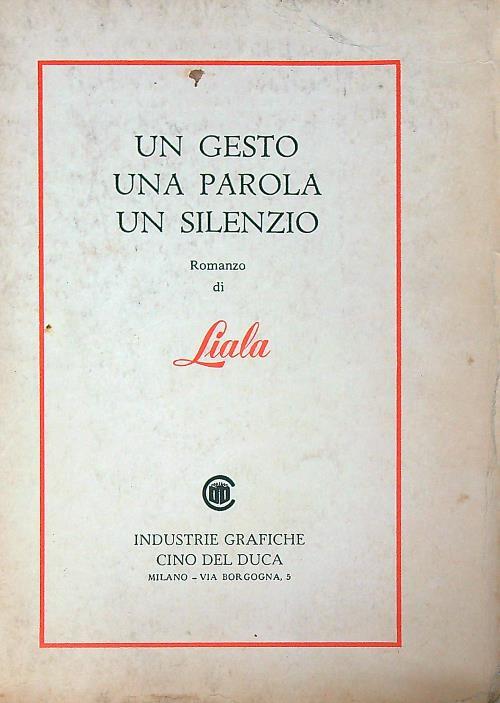 UN GESTO
UNA PAROLA
UN SILENZIO
Romanzo
di
Liala
INDUSTRIE GRAFICHE
CINO DEL DUCA
MILANO - VIA BORGOGNA, 5